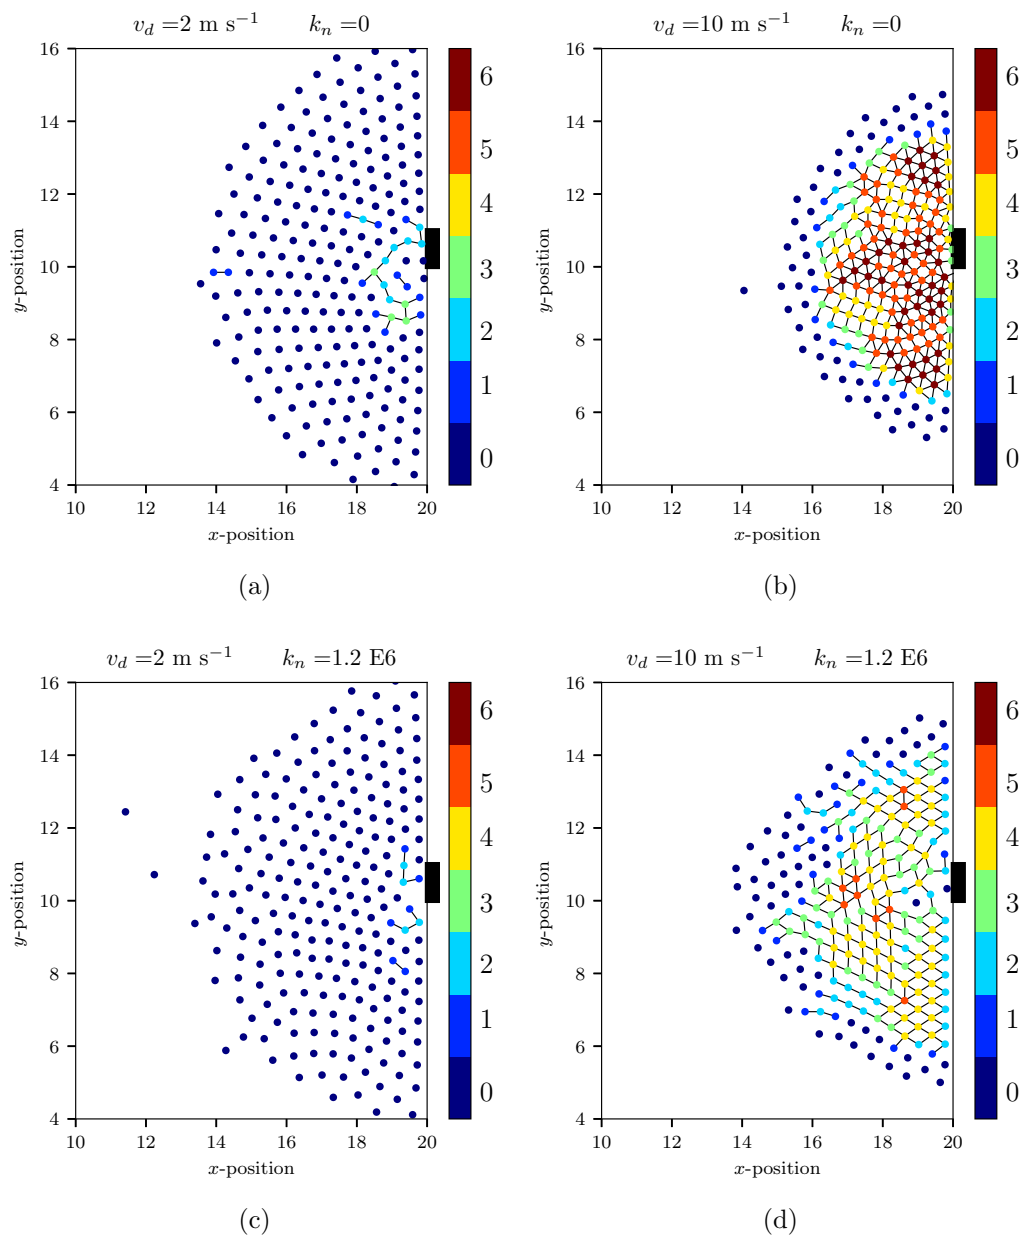 v_d =2 m s⁻¹ k_n =0
16
14
12
10
8
6
4
y-position
10 12 14 16 18 20
x-position
6
5
4
3
2
1
0
(a)
v_d =10 m s⁻¹ k_n =0
16
14
12
10
8
6
4
y-position
10 12 14 16 18 20
x-position
6
5
4
3
2
1
0
(b)
v_d =2 m s⁻¹ k_n =1.2 E6
16
14
12
10
8
6
4
y-position
10 12 14 16 18 20
x-position
6
5
4
3
2
1
0
(c)
v_d =10 m s⁻¹ k_n =1.2 E6
16
14
12
10
8
6
4
y-position
10 12 14 16 18 20
x-position
6
5
4
3
2
1
0
(d)